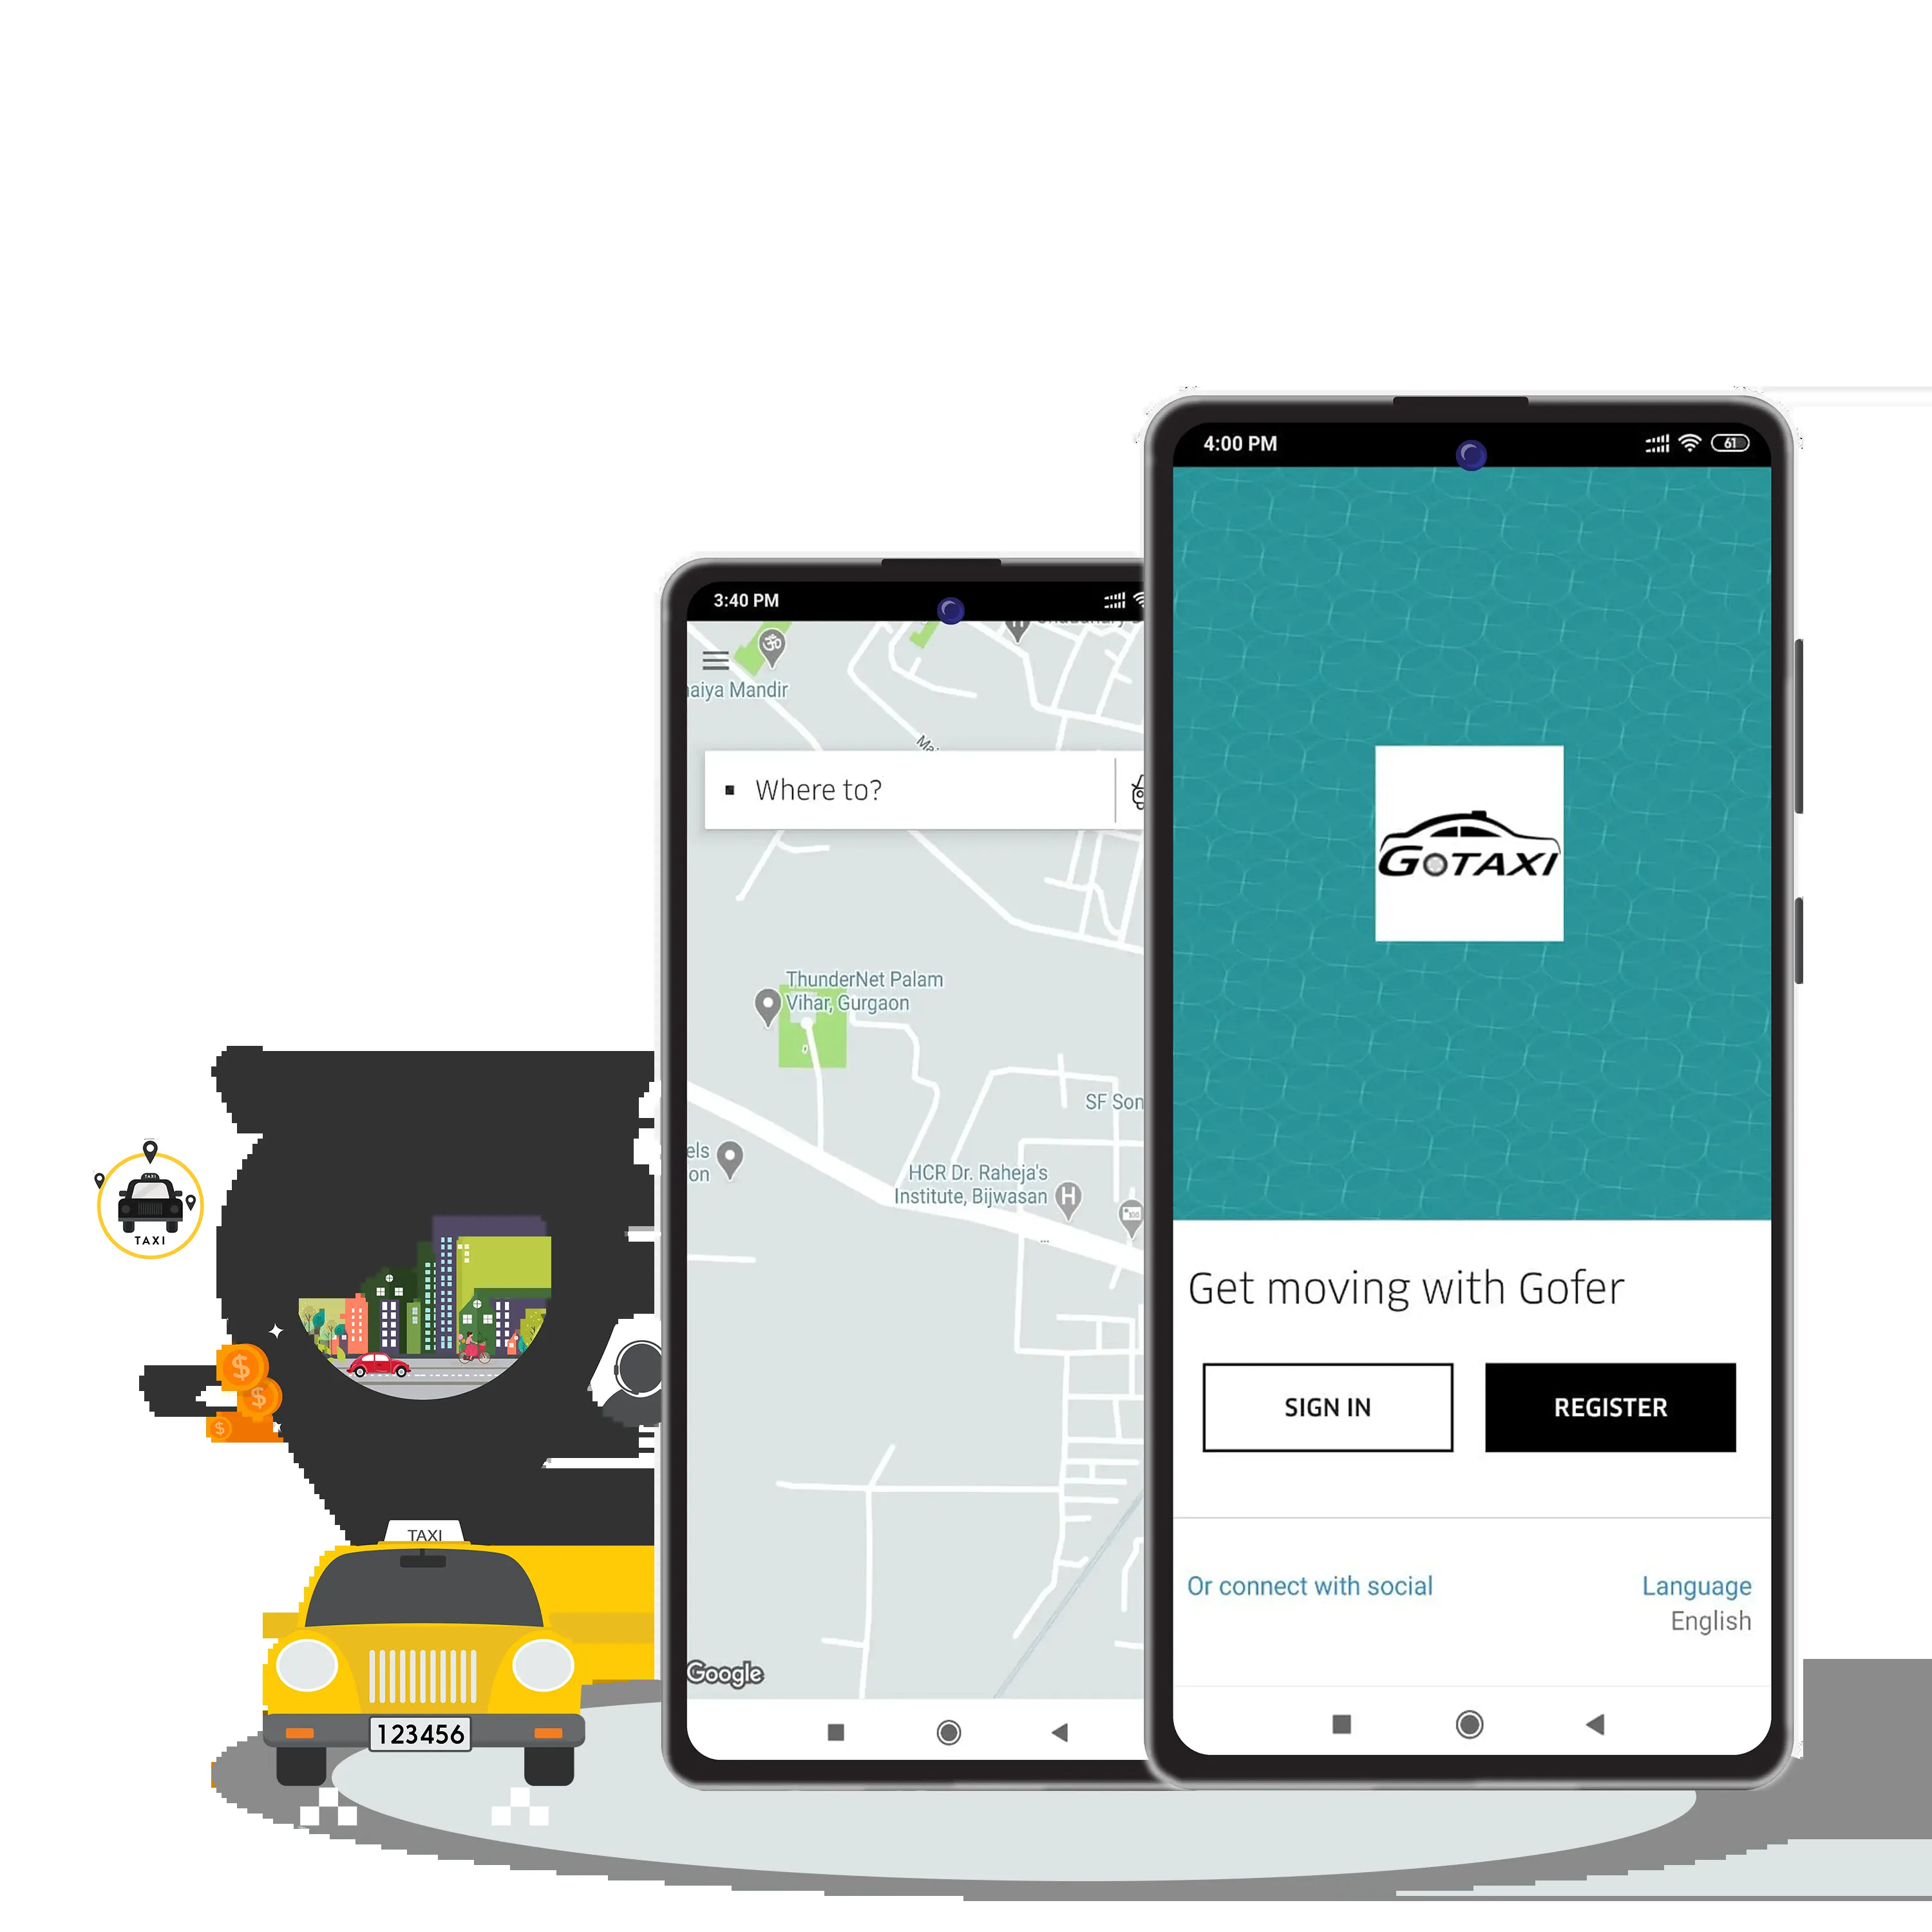 4:00 PM
61
GOTAXI
Get moving with Gofer
SIGN IN
REGISTER
Or connect with social
Language
English
3:40 PM
aiya Mandir
Where to?
ThunderNet Palam
Vihar, Gurgaon
SF Son
els
on
HCR Dr. Raheja's
Institute, Bijwasan
H
...
Google
TAXI
TAXI
$
$
$
TAXI
123456